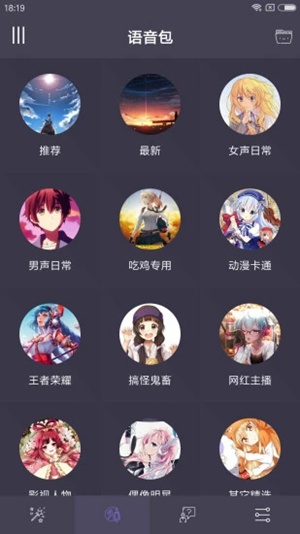 18:19
语音包
推荐
最新
女声日常
男声日常
吃鸡专用
动漫卡通
王者荣耀
搞怪鬼畜
网红主播
影视人物
偶像明星
其它精选